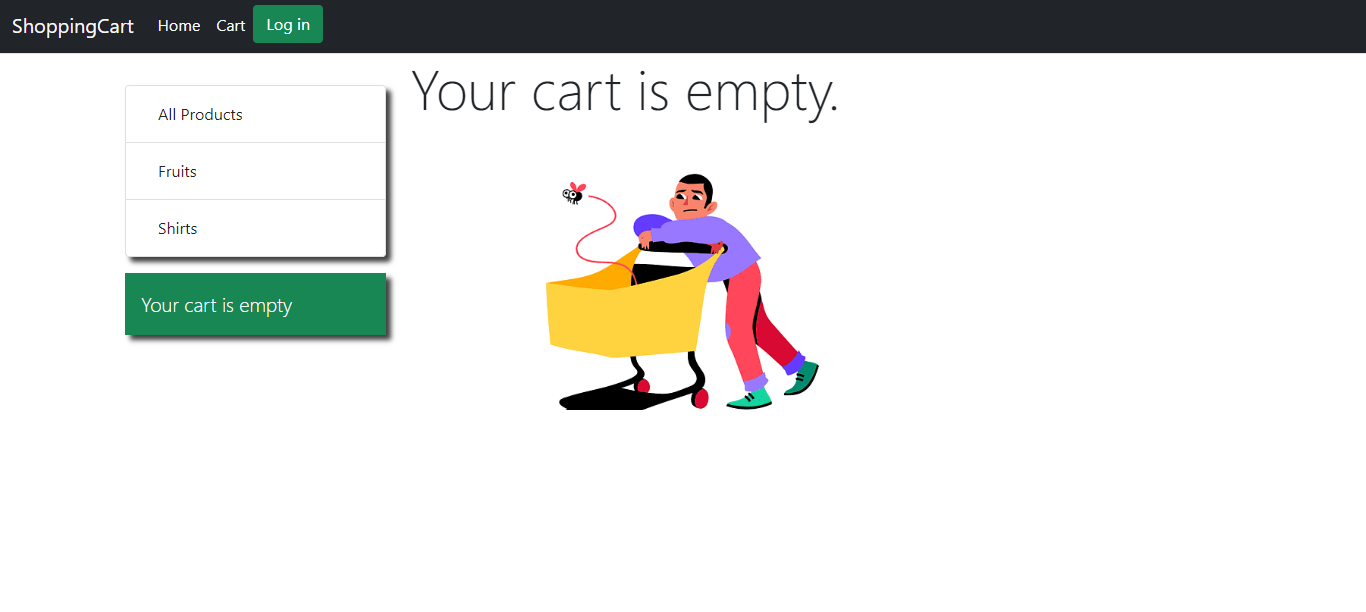 ShoppingCart Home Cart Log in
Your cart is empty.
All Products
Fruits
Shirts
Your cart is empty